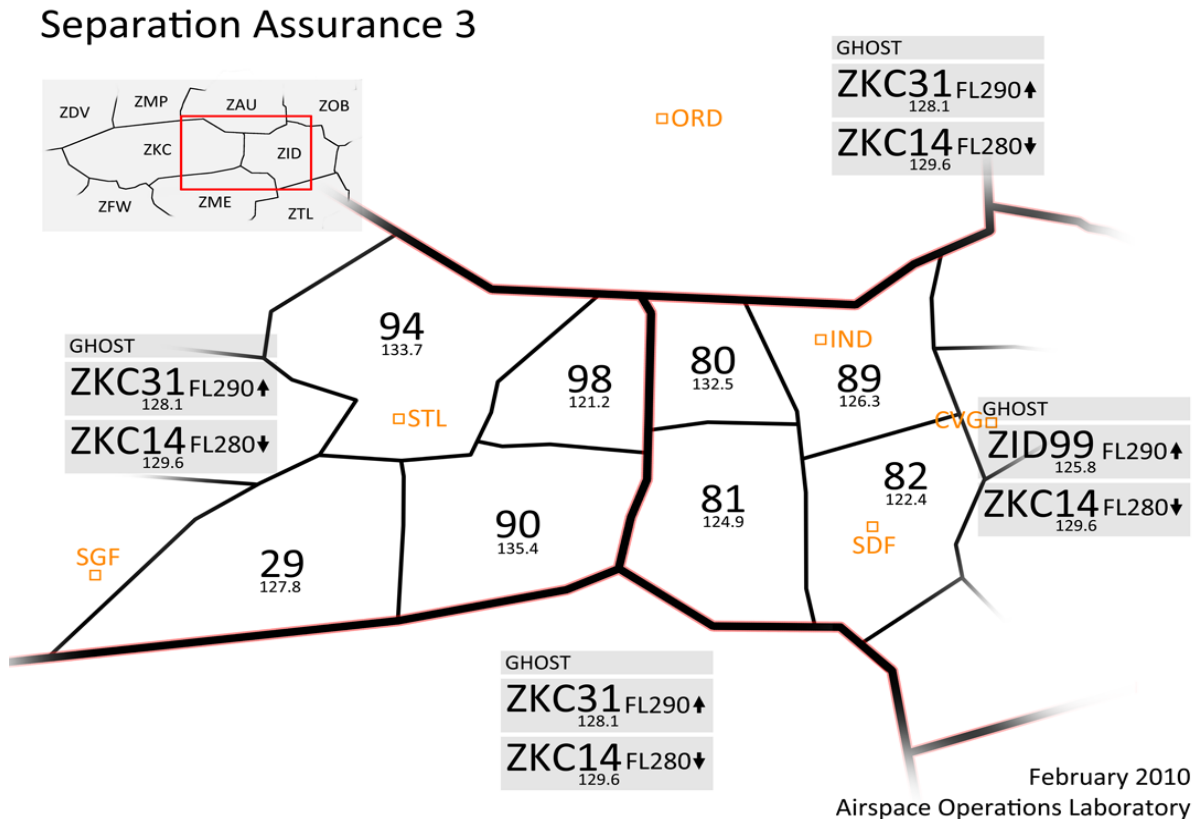 Separation Assurance 3
GHOST
ZKC31 FL290⬆
128.1
ZKC14 FL280⬇
129.6
ZDV
ZMP
ZAU
ZOB
ZKC
ZID
ZFW
ZME
ZTL
ORD
94
133.7
98
121.2
80
132.5
IND
89
126.3
STL
GHOST
ZKC31 FL290⬆
128.1
ZKC14 FL280⬇
129.6
CVG
GHOST
ZID99 FL290⬆
125.8
ZKC14 FL280⬇
129.6
82
122.4
SDF
81
124.9
90
135.4
29
127.8
SGF
GHOST
ZKC31 FL290⬆
128.1
ZKC14 FL280⬇
129.6
February 2010
Airspace Operations Laboratory